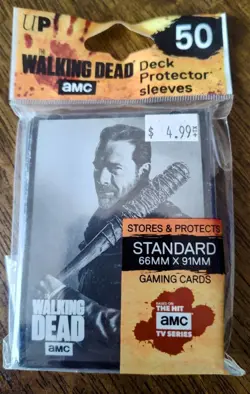 UP
50
THE
WALKING DEAD
amc
Deck
Protector
sleeves
$ 4.99
STORES & PROTECTS
STANDARD
66MM X 91MM
GAMING CARDS
THE
WALKING
DEAD
amc
BASED ON
THE HIT
amc
TV SERIES